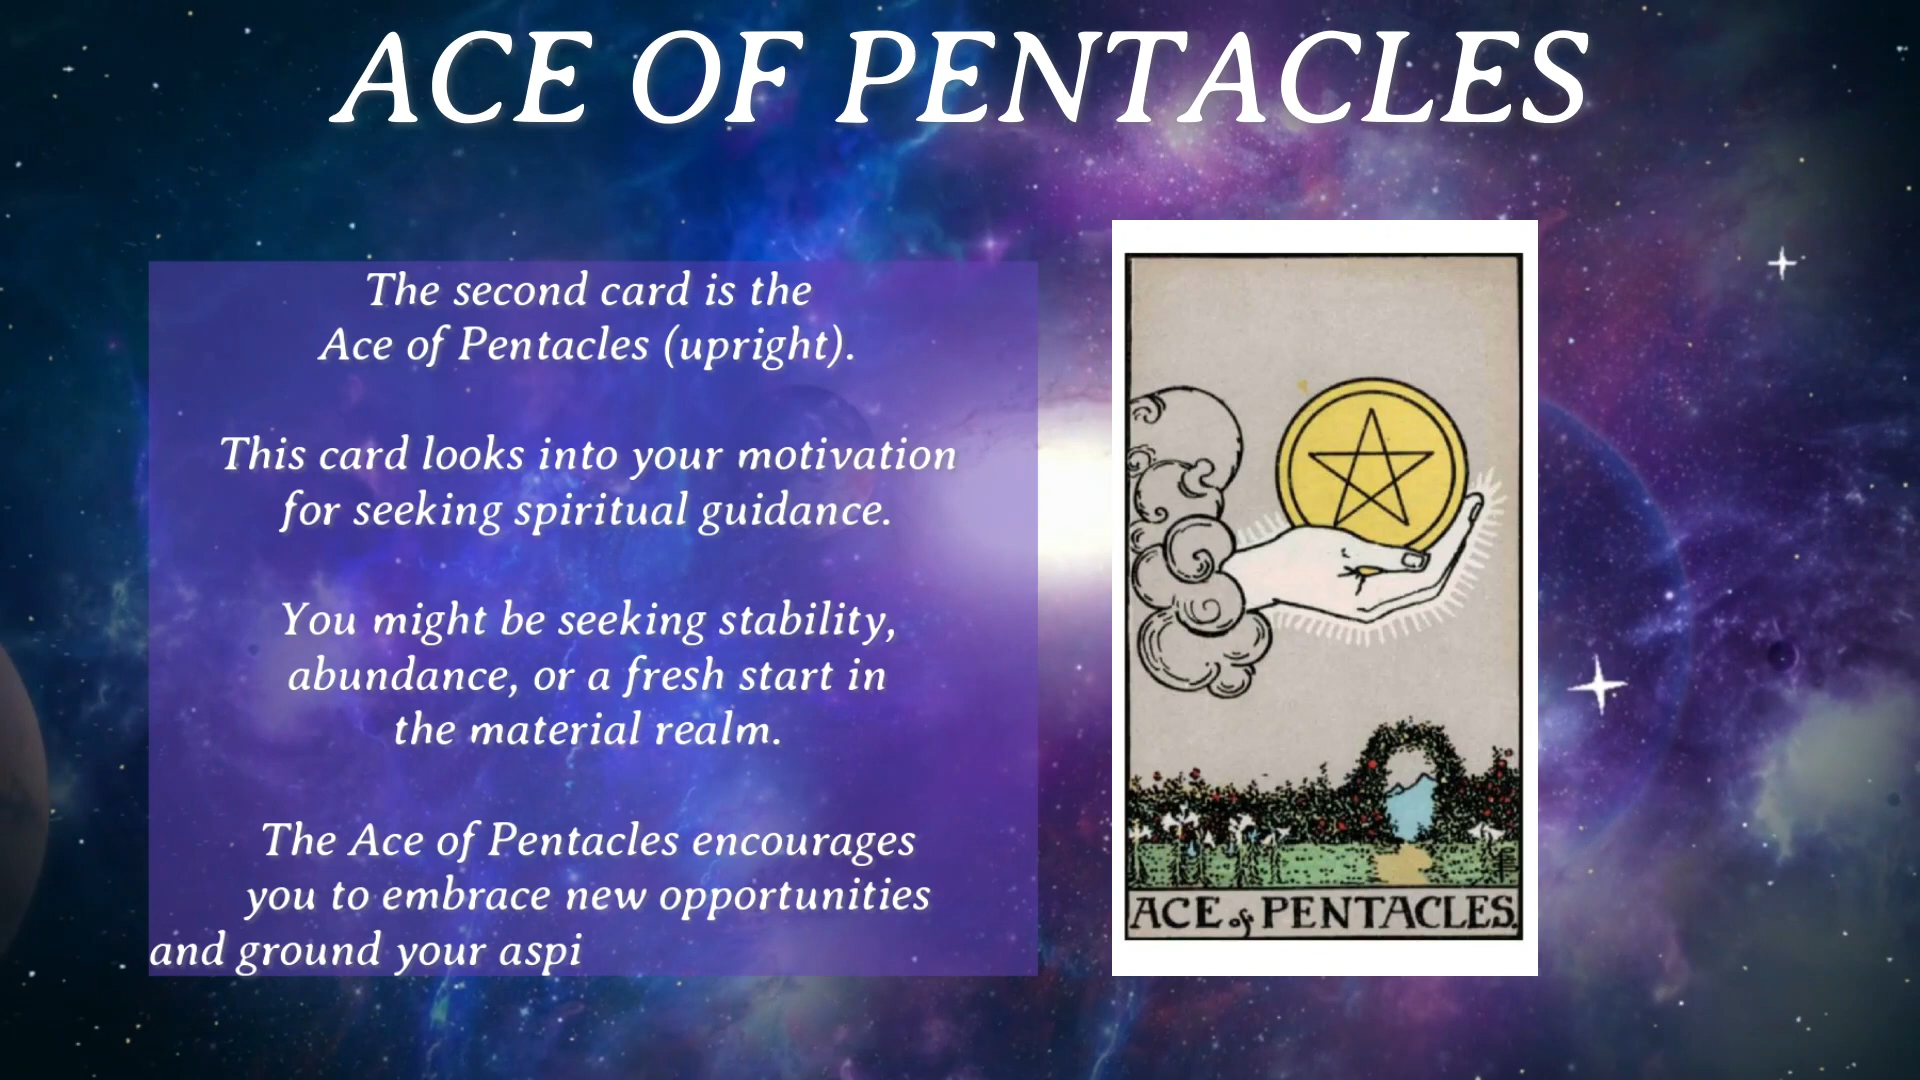 ACE OF PENTACLES
The second card is the
Ace of Pentacles (upright).
This card looks into your motivation
for seeking spiritual guidance.
You might be seeking stability,
abundance, or a fresh start in
the material realm.
The Ace of Pentacles encourages
you to embrace new opportunities
and ground your aspi
ACE of PENTACLES.